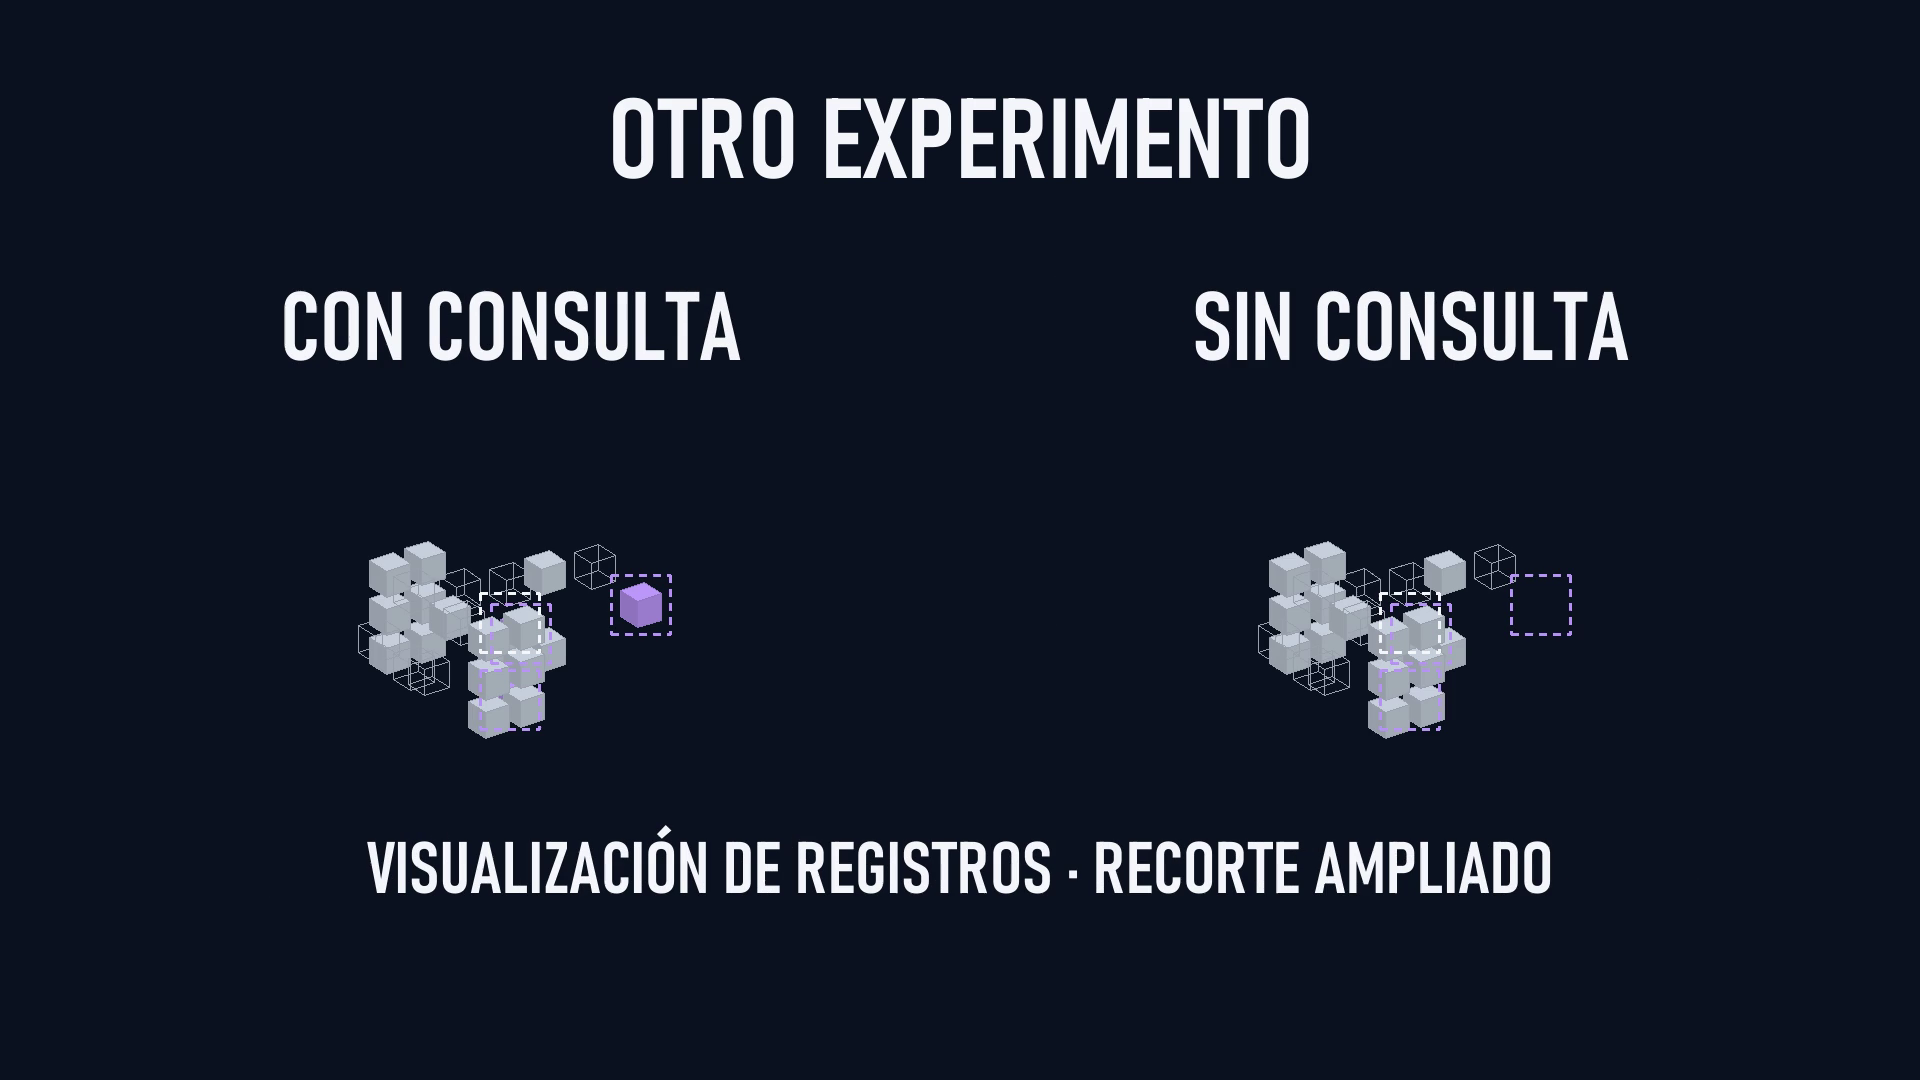 OTRO EXPERIMENTO
CON CONSULTA
SIN CONSULTA
VISUALIZACIÓN DE REGISTROS · RECORTE AMPLIADO